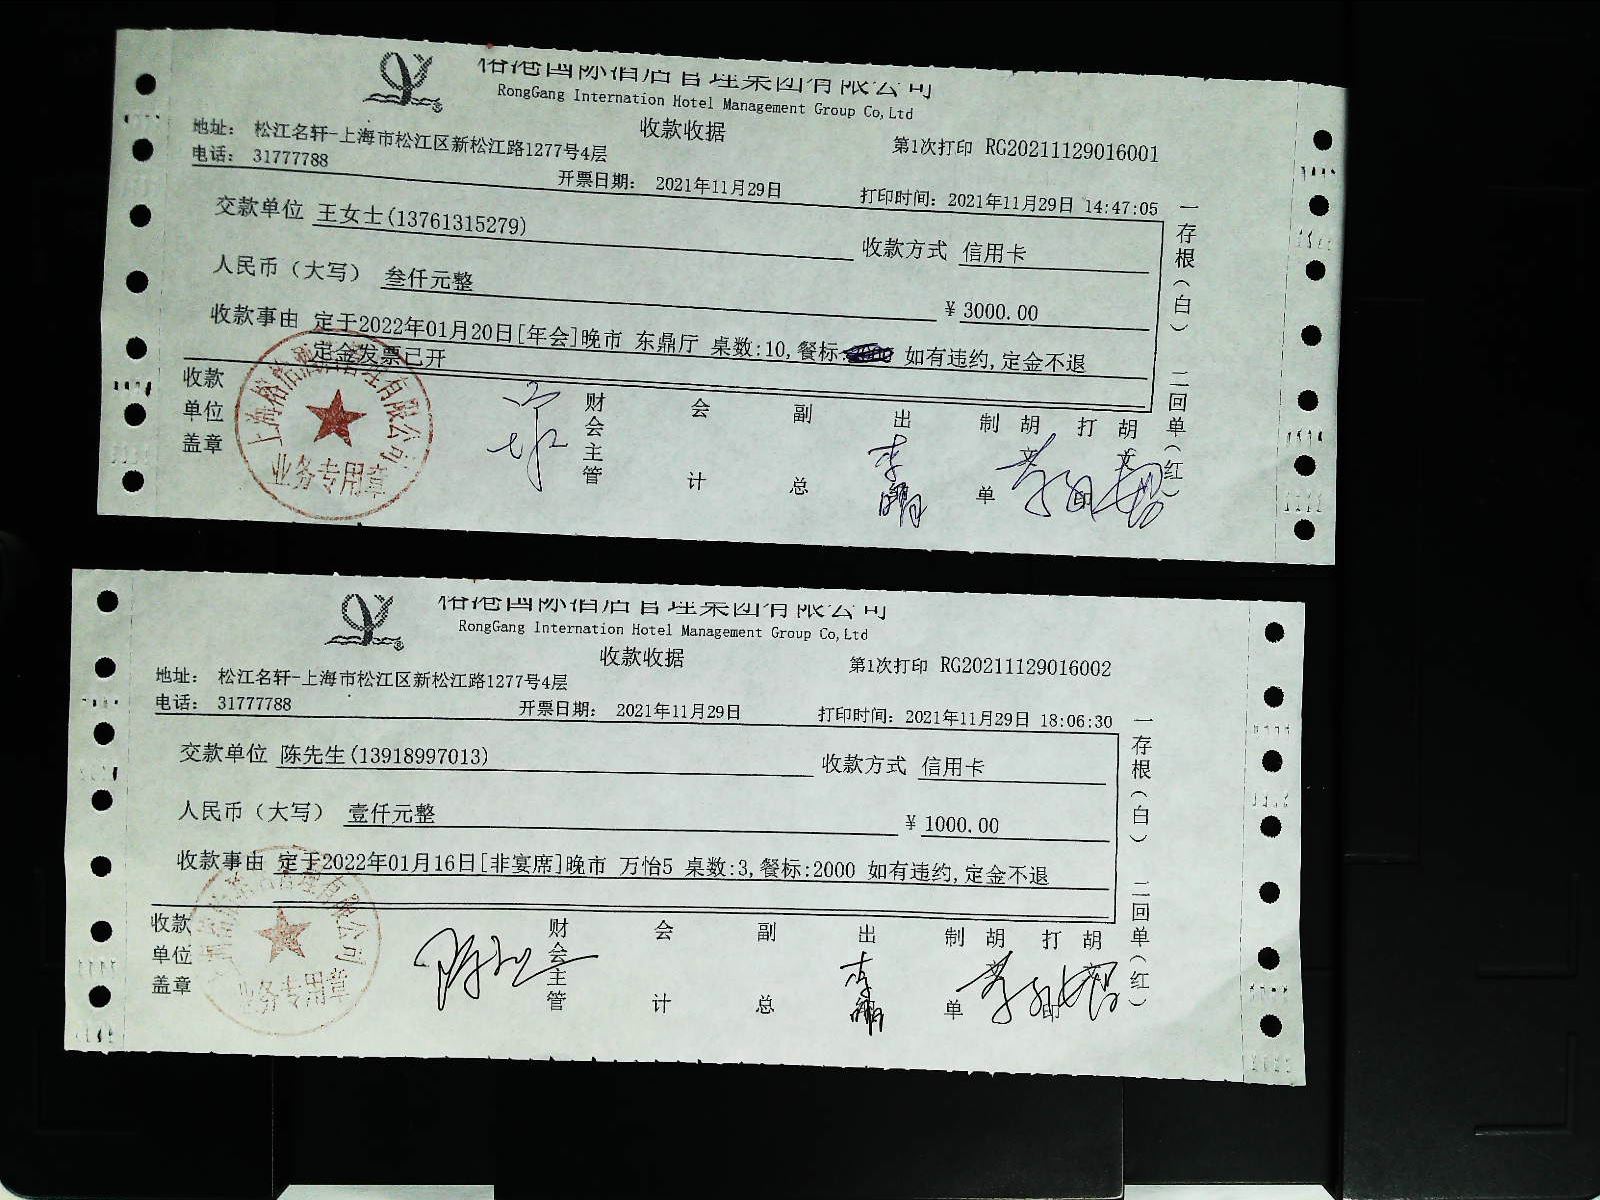 裕港国际酒店管理集团有限公司
RongGang Internation Hotel Management Group Co,Ltd
收款收据
第1次打印 RG20211129016001
地址： 松江名轩-上海市松江区新松江路1277号4层
电话： 31777788
开票日期： 2021年11月29日
打印时间：2021年11月29日 14:47:05
交款单位 王女士(13761315279)
收款方式 信用卡
人民币（大写） 叁仟元整
¥ 3000.00
收款事由 定于2022年01月20日[年会]晚市 东鼎厅 桌数:10,餐标: 如有违约,定金不退
定金发票已开
收款单位盖章
业务专用章
财会主管
会计
副总
出
李
制单
胡
打印
胡
一存根（白） 二回单（红）
裕港国际酒店管理集团有限公司
RongGang Internation Hotel Management Group Co,Ltd
收款收据
第1次打印 RG20211129016002
地址： 松江名轩-上海市松江区新松江路1277号4层
电话： 31777788
开票日期： 2021年11月29日
打印时间：2021年11月29日 18:06:30
交款单位 陈先生(13918997013)
收款方式 信用卡
人民币（大写） 壹仟元整
¥ 1000.00
收款事由 定于2022年01月16日[非宴席]晚市 万怡5 桌数:3,餐标:2000 如有违约,定金不退
收款单位盖章
业务专用章
财会主管
会计
副总
出
李
制单
胡
打印
胡
一存根（白） 二回单（红）